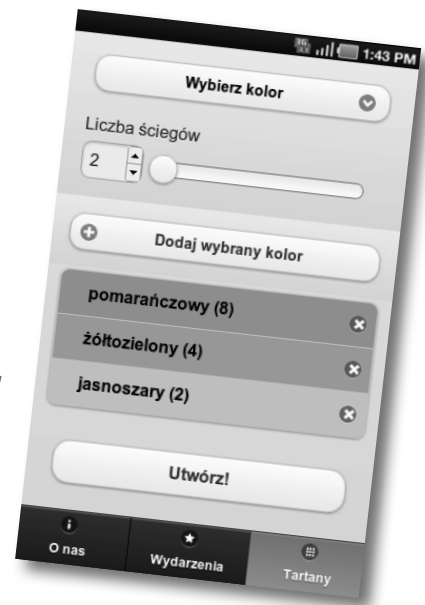 3G 1:43 PM
Wybierz kolor
Liczba ściegów
2
Dodaj wybrany kolor
pomarańczowy (8)
żółtozielony (4)
jasnoszary (2)
Utwórz!
O nas
Wydarzenia
Tartany